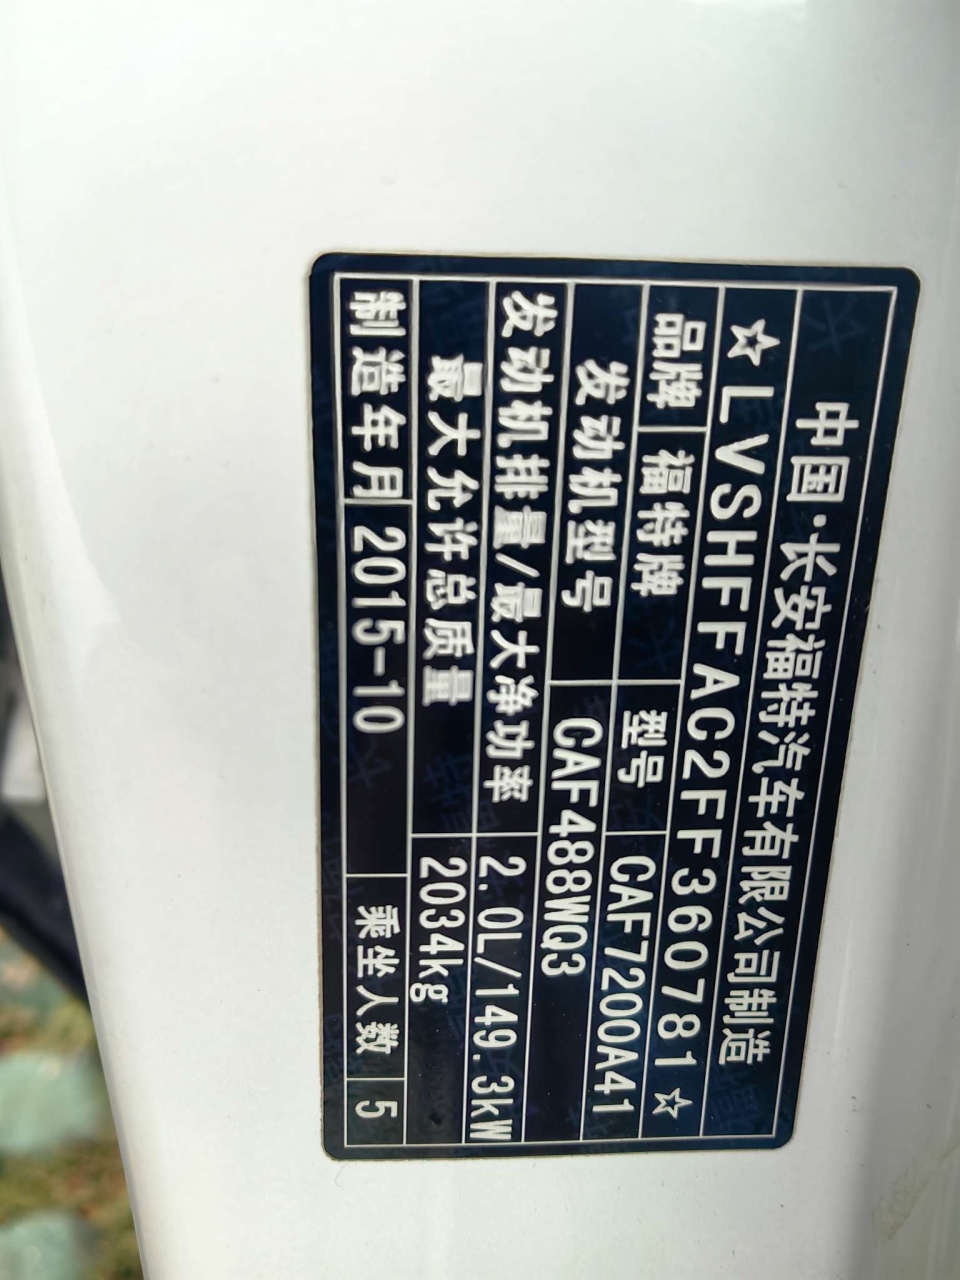 中国·长安福特汽车有限公司制造
☆LVSHFFAC2FF360781☆
品牌 福特牌 型号 CAF7200A41
发动机型号 CAF488WQ3
发动机排量/最大净功率 2.0L/149.3kW
最大允许总质量 2034kg
制造年月 2015-10 乘坐人数 5